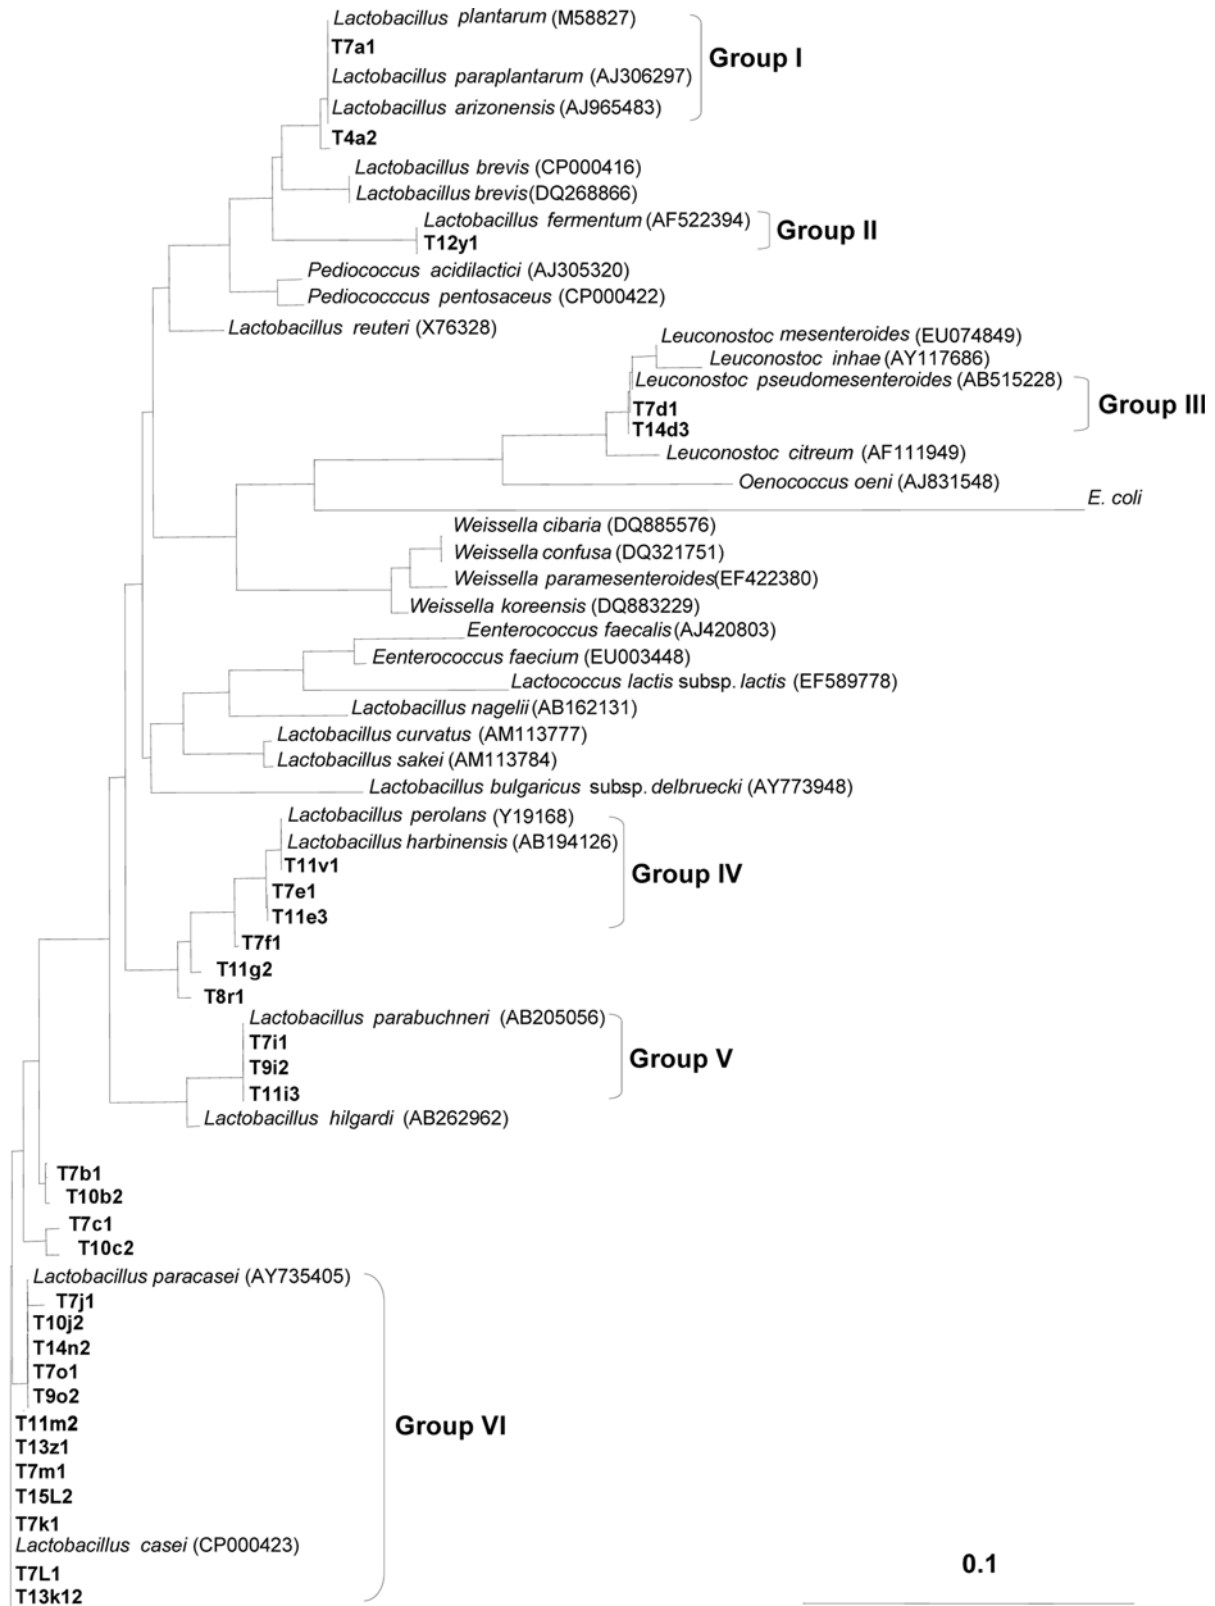 Lactobacillus plantarum (M58827)
T7a1
Group I
Lactobacillus paraplantarum (AJ306297)
Lactobacillus arizonensis (AJ965483)
T4a2
Lactobacillus brevis (CP000416)
Lactobacillus brevis(DQ268866)
Lactobacillus fermentum (AF522394)
Group II
T12y1
Pediococcus acidilactici (AJ305320)
Pediococccus pentosaceus (CP000422)
Lactobacillus reuteri (X76328)
Leuconostoc mesenteroides (EU074849)
Leuconostoc inhae (AY117686)
Leuconostoc pseudomesenteroides (AB515228)
Group III
T7d1
T14d3
Leuconostoc citreum (AF111949)
Oenococcus oeni (AJ831548)
E. coli
Weissella cibaria (DQ885576)
Weissella confusa (DQ321751)
Weissella paramesenteroides(EF422380)
Weissella koreensis (DQ883229)
Eenterococcus faecalis (AJ420803)
Eenterococcus faecium (EU003448)
Lactococcus lactis subsp. lactis (EF589778)
Lactobacillus nagelii (AB162131)
Lactobacillus curvatus (AM113777)
Lactobacillus sakei (AM113784)
Lactobacillus bulgaricus subsp. delbruecki (AY773948)
Lactobacillus perolans (Y19168)
Lactobacillus harbinensis (AB194126)
T11v1
Group IV
T7e1
T11e3
T7f1
T11g2
T8r1
Lactobacillus parabuchneri (AB205056)
T7i1
Group V
T9i2
T11i3
Lactobacillus hilgardi (AB262962)
T7b1
T10b2
T7c1
T10c2
Lactobacillus paracasei (AY735405)
T7j1
T10j2
T14n2
T7o1
T9o2
T11m2
Group VI
T13z1
T7m1
T15L2
T7k1
Lactobacillus casei (CP000423)
T7L1
T13k12
0.1